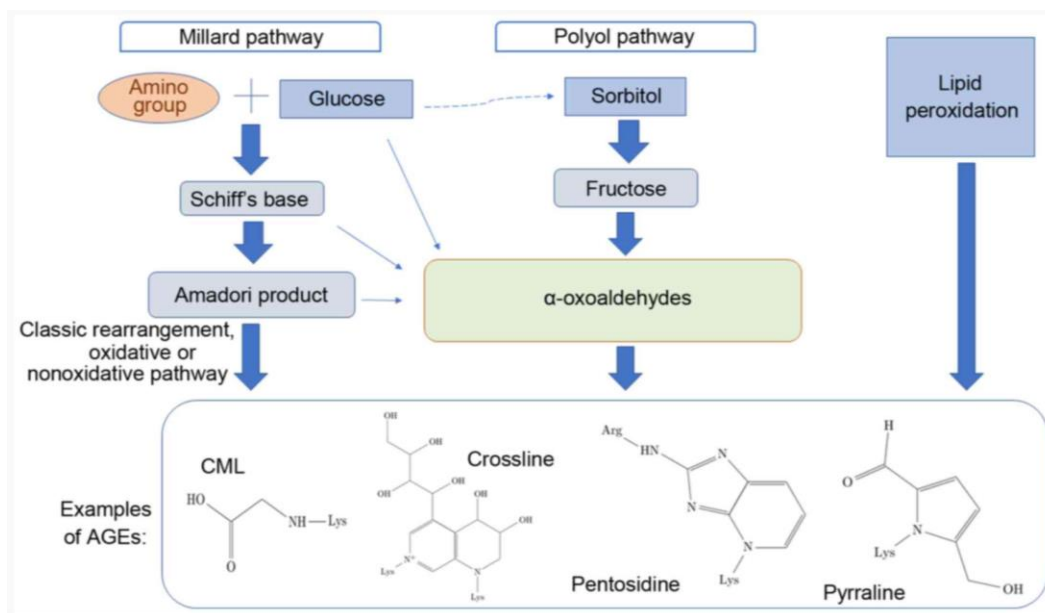 Millard pathway
Polyol pathway
Amino
group
Glucose
Sorbitol
Lipid
peroxidation
Schiff's base
Fructose
Amadori product
α-oxoaldehydes
Classic rearrangement,
oxidative or
nonoxidative pathway
Examples
of AGEs:
CML
HO
O
NH
Lys
Crossline
OH
OH
OH
OH
OH
OH
OH
N+
Lys
N
Lys
Pentosidine
Arg
HN
N
N
N
Lys
Pyrraline
H
O
N
Lys
OH